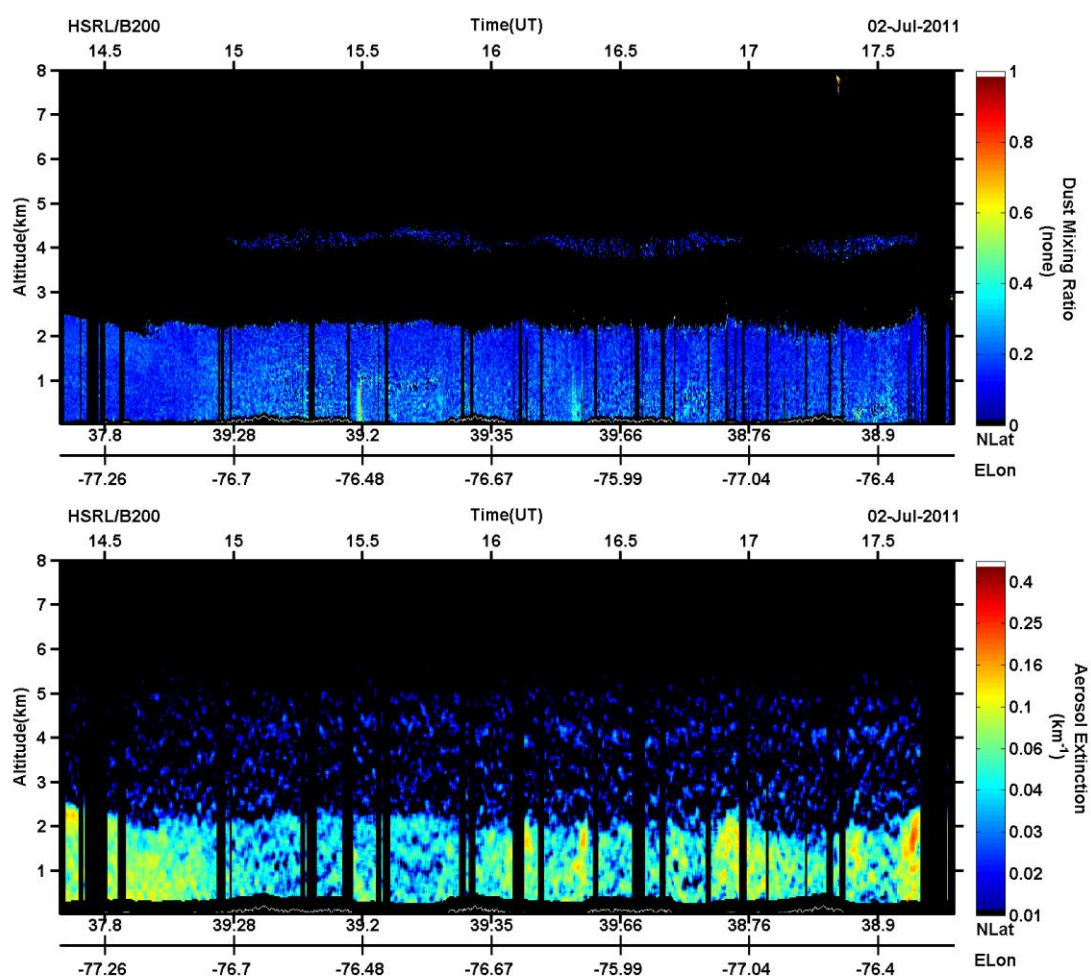 HSRL/B200 Time(UT) 02-Jul-2011
14.5 15 15.5 16 16.5 17 17.5
8
7
6
5
4
3
2
1
Altitude(km)
1
0.8
0.6
0.4
0.2
0
Dust Mixing Ratio
(none)
37.8 39.28 39.2 39.35 39.66 38.76 38.9 NLat
-77.26 -76.7 -76.48 -76.67 -75.99 -77.04 -76.4 ELon
HSRL/B200 Time(UT) 02-Jul-2011
14.5 15 15.5 16 16.5 17 17.5
8
7
6
5
4
3
2
1
Altitude(km)
0.4
0.25
0.16
0.1
0.06
0.04
0.03
0.02
0.01
Aerosol Extinction
(km-1)
37.8 39.28 39.2 39.35 39.66 38.76 38.9 NLat
-77.26 -76.7 -76.48 -76.67 -75.99 -77.04 -76.4 ELon